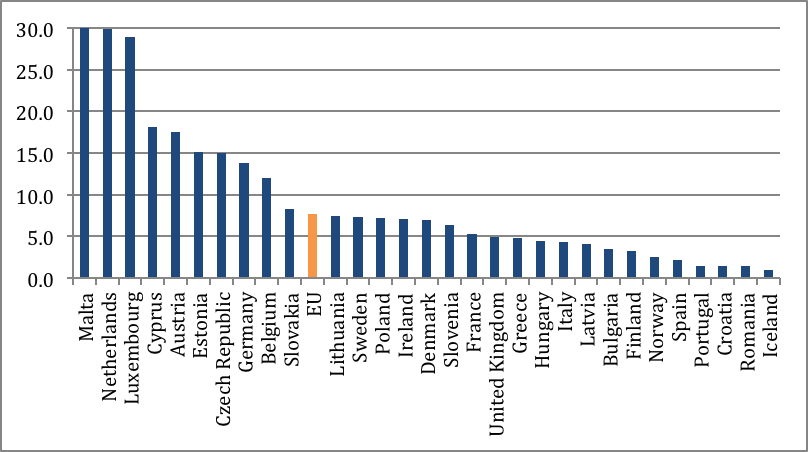 30.0
25.0
20.0
15.0
10.0
5.0
0.0
Malta
Netherlands
Luxembourg
Cyprus
Austria
Estonia
Czech Republic
Germany
Belgium
Slovakia
EU
Lithuania
Sweden
Poland
Ireland
Denmark
Slovenia
France
United Kingdom
Greece
Hungary
Italy
Latvia
Bulgaria
Finland
Norway
Spain
Portugal
Croatia
Romania
Iceland